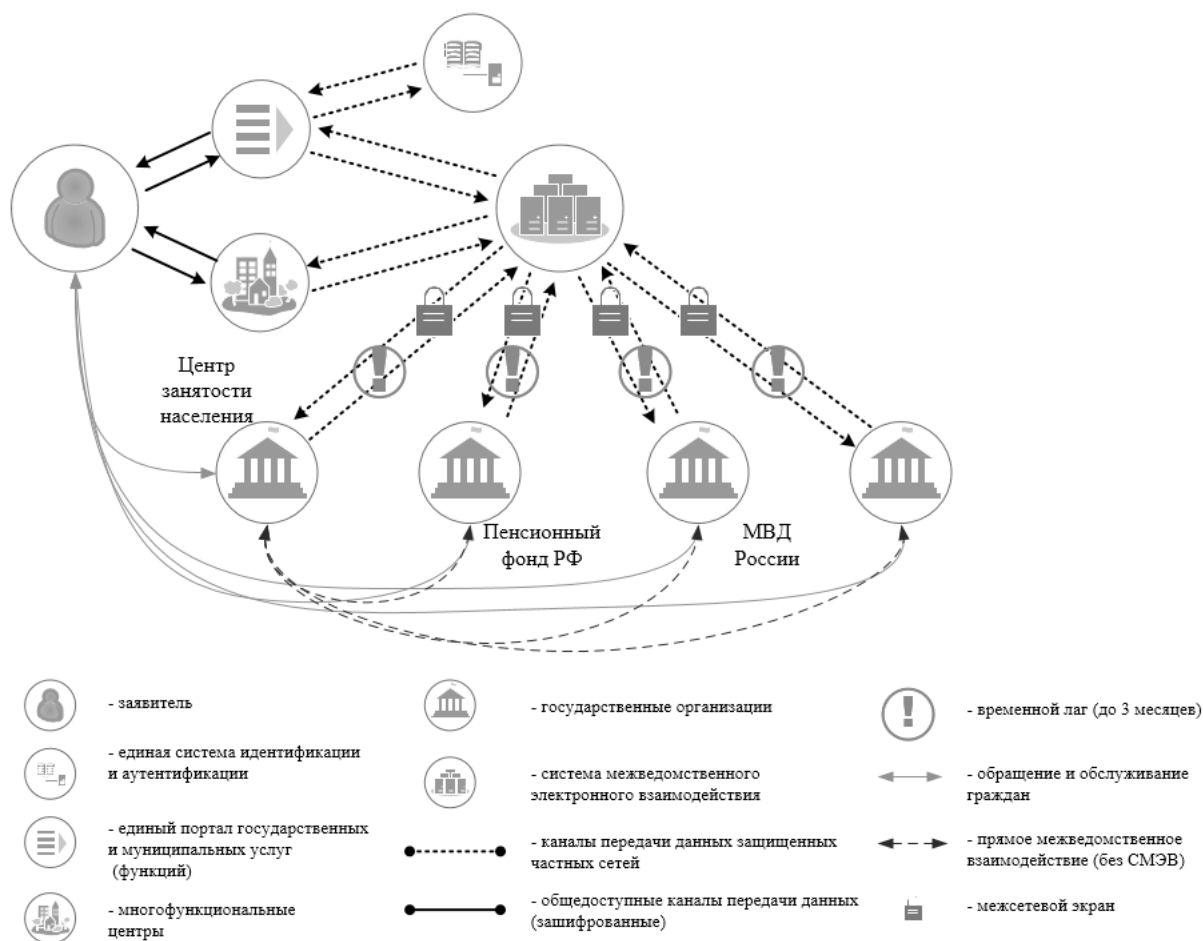 Центр
занятости
населения
Пенсионный
фонд РФ
МВД
России
- заявитель
- единая система идентификации
и аутентификации
- единый портал государственных
и муниципальных услуг
(функций)
- многофункциональные
центры
- государственные организации
- система межведомственного
электронного взаимодействия
- каналы передачи данных защищенных
частных сетей
- общедоступные каналы передачи данных
(зашифрованные)
- временной лаг (до 3 месяцев)
- обращение и обслуживание
граждан
- прямое межведомственное
взаимодействие (без СМЭВ)
- межсетевой экран